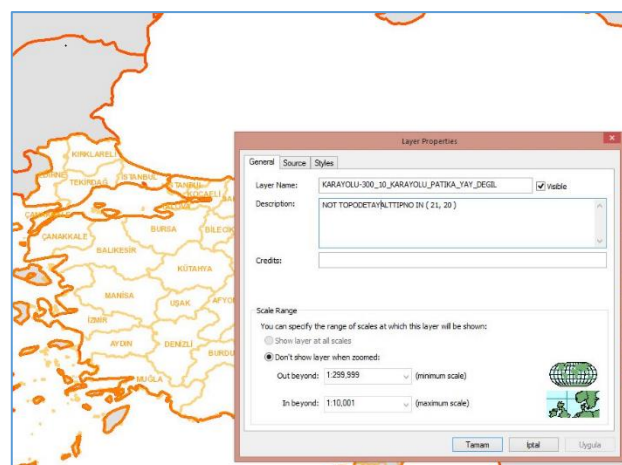 KIRKLARELİ
TEKİRDAĞ
İSTANBUL
İSTANBUL
KOCAELİ
ÇANAKKALE
BURSA
BİLECİK
BALIKESİR
KÜTAHYA
MANİSA
UŞAK
AFYO
İZMİR
AYDIN
DENİZLİ
BURDU
MUĞLA
Layer Properties
General Source Styles
Layer Name: KARAYOLU-300_10_KARAYOLU_PATIKA_YAY_DEGIL Visible
Description: NOT TOPODETAYALTTIPNO IN ( 21, 20 )
Credits:
Scale Range
You can specify the range of scales at which this layer will be shown:
Show layer at all scales
Don't show layer when zoomed:
Out beyond: 1:299,999 (minimum scale)
In beyond: 1:10,001 (maximum scale)
Tamam İptal Uygula